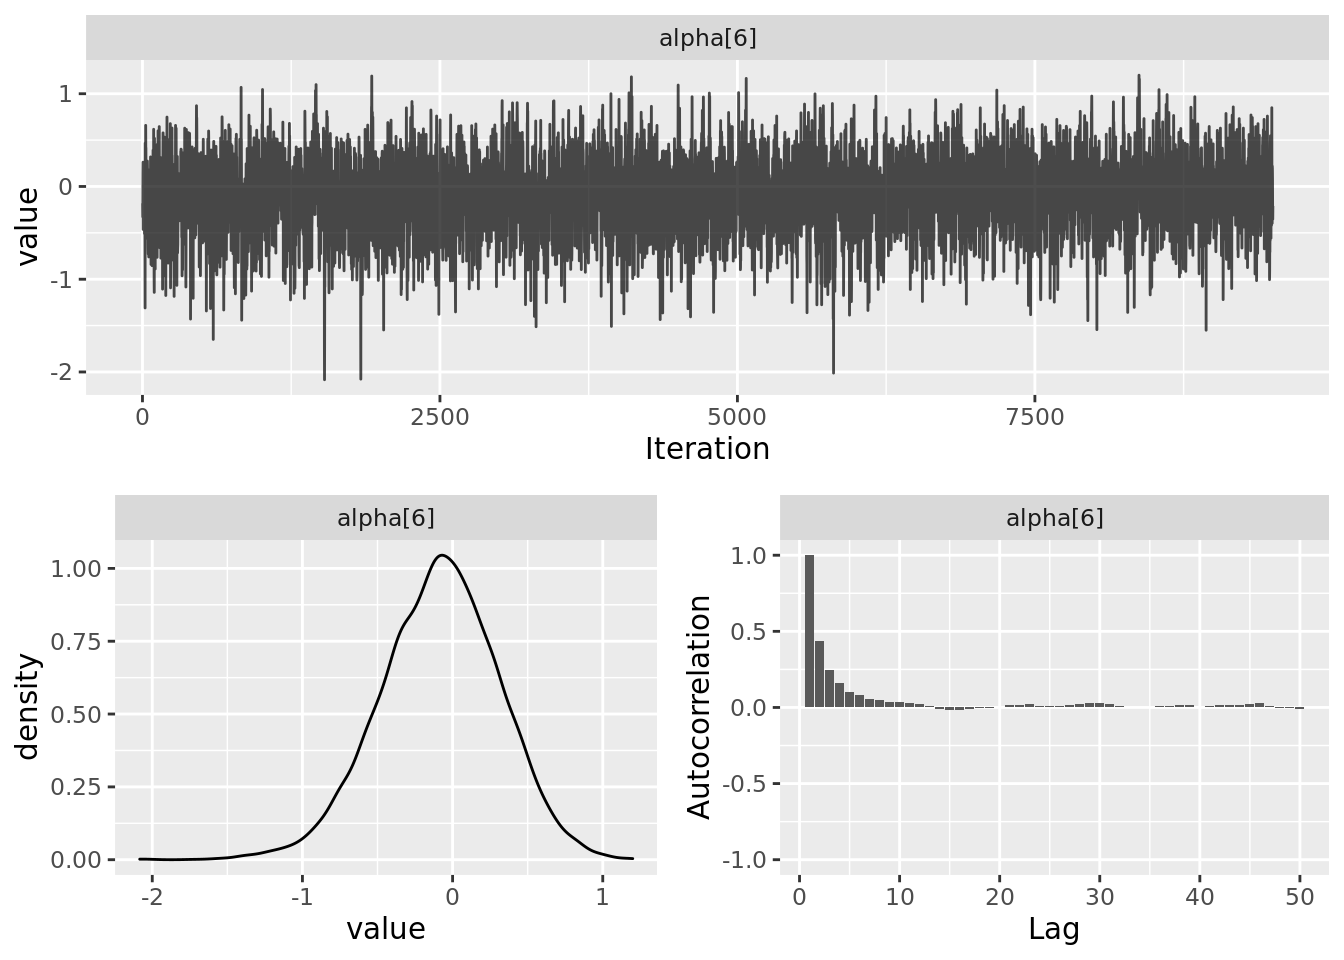 alpha[6]
value
1
0
-1
-2
0 2500 5000 7500
Iteration
alpha[6]
density
1.00
0.75
0.50
0.25
0.00
-2 -1 0 1
value
alpha[6]
Autocorrelation
1.0
0.5
0.0
-0.5
-1.0
0 10 20 30 40 50
Lag